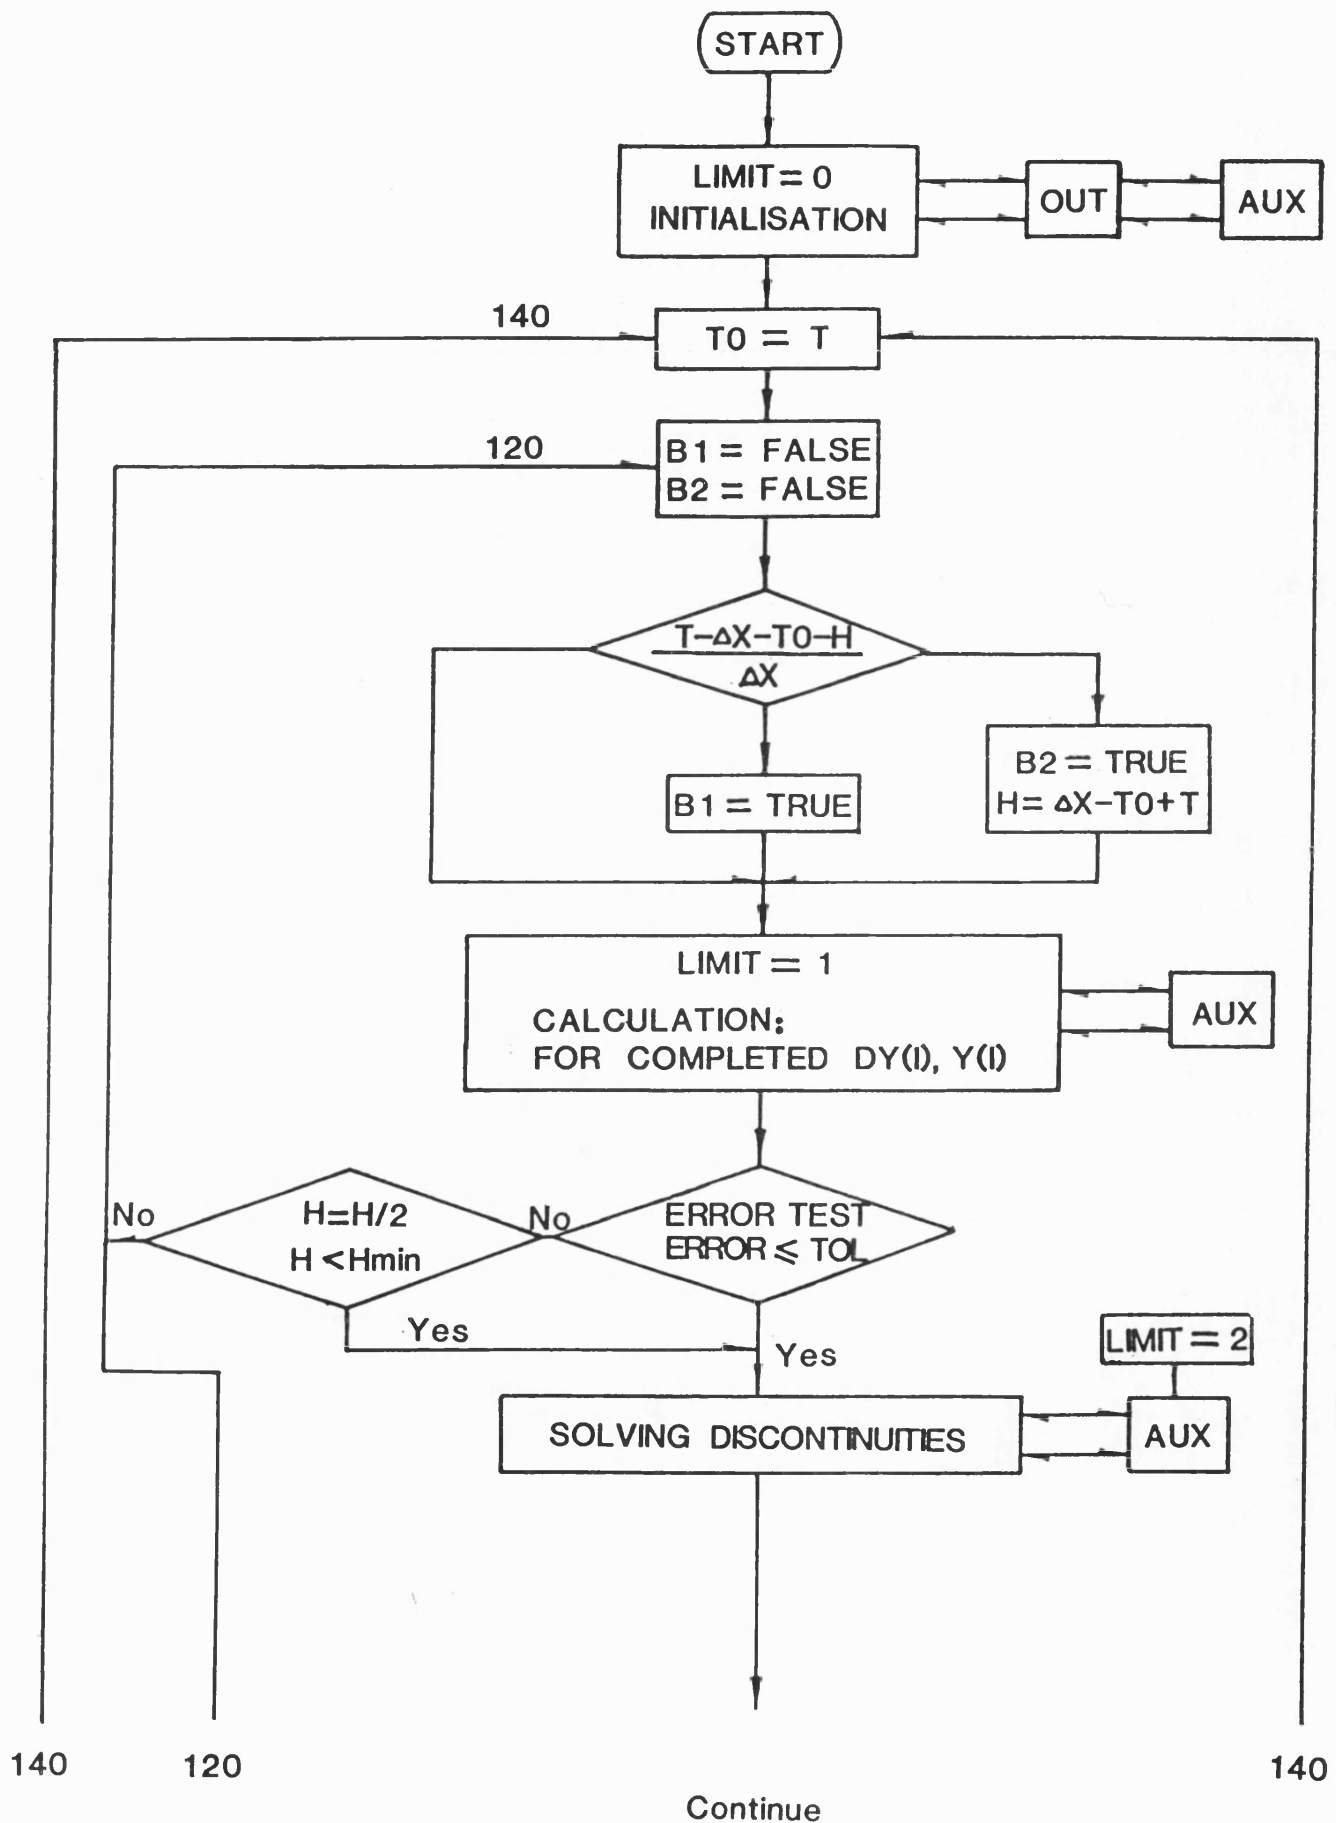 START
LIMIT = 0
INITIALISATION
OUT
AUX
140
T0 = T
120
B1 = FALSE
B2 = FALSE
T-ΔX-T0-H
ΔX
B1 = TRUE
B2 = TRUE
H= ΔX-T0+T
LIMIT = 1
CALCULATION:
FOR COMPLETED DY(I), Y(I)
AUX
No
H=H/2
H <Hmin
No
ERROR TEST
ERROR ⩽ TOL
Yes
Yes
LIMIT = 2
SOLVING DISCONTINUITIES
AUX
140
120
140
Continue